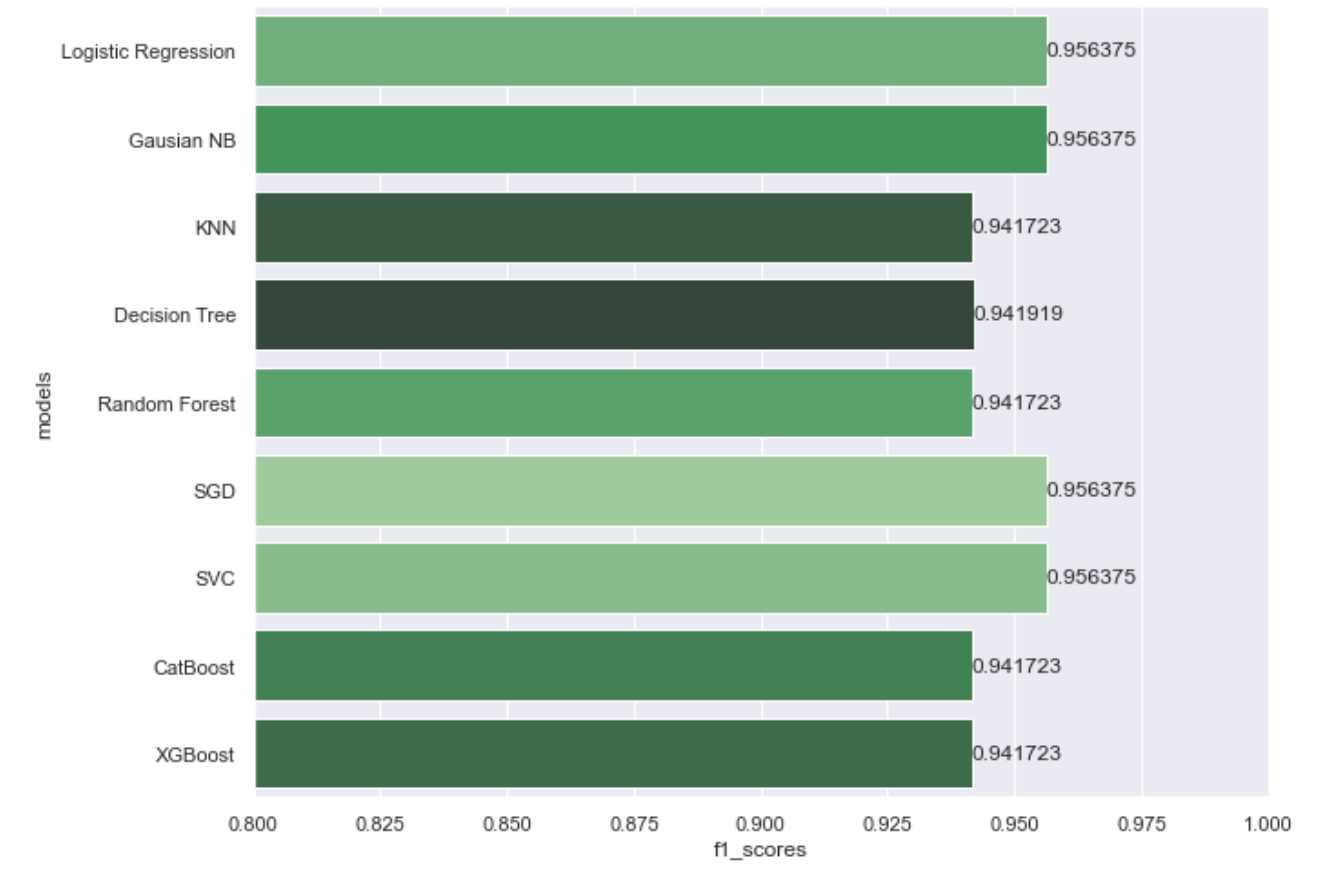 Logistic Regression 0.956375
Gausian NB 0.956375
KNN 0.941723
Decision Tree 0.941919
models
Random Forest 0.941723
SGD 0.956375
SVC 0.956375
CatBoost 0.941723
XGBoost 0.941723
0.800 0.825 0.850 0.875 0.900 0.925 0.950 0.975 1.000
f1_scores